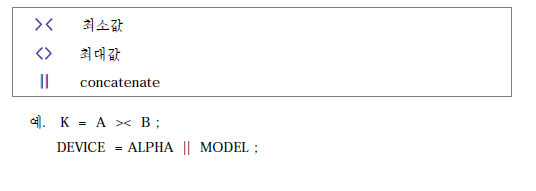 >< 최소값
<> 최대값
|| concatenate
예. K = A >< B ;
DEVICE = ALPHA || MODEL ;